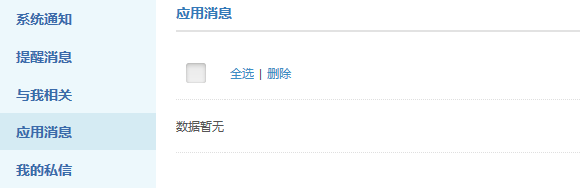 系统通知
提醒消息
与我相关
应用消息
我的私信
应用消息
全选 | 删除
数据暂无